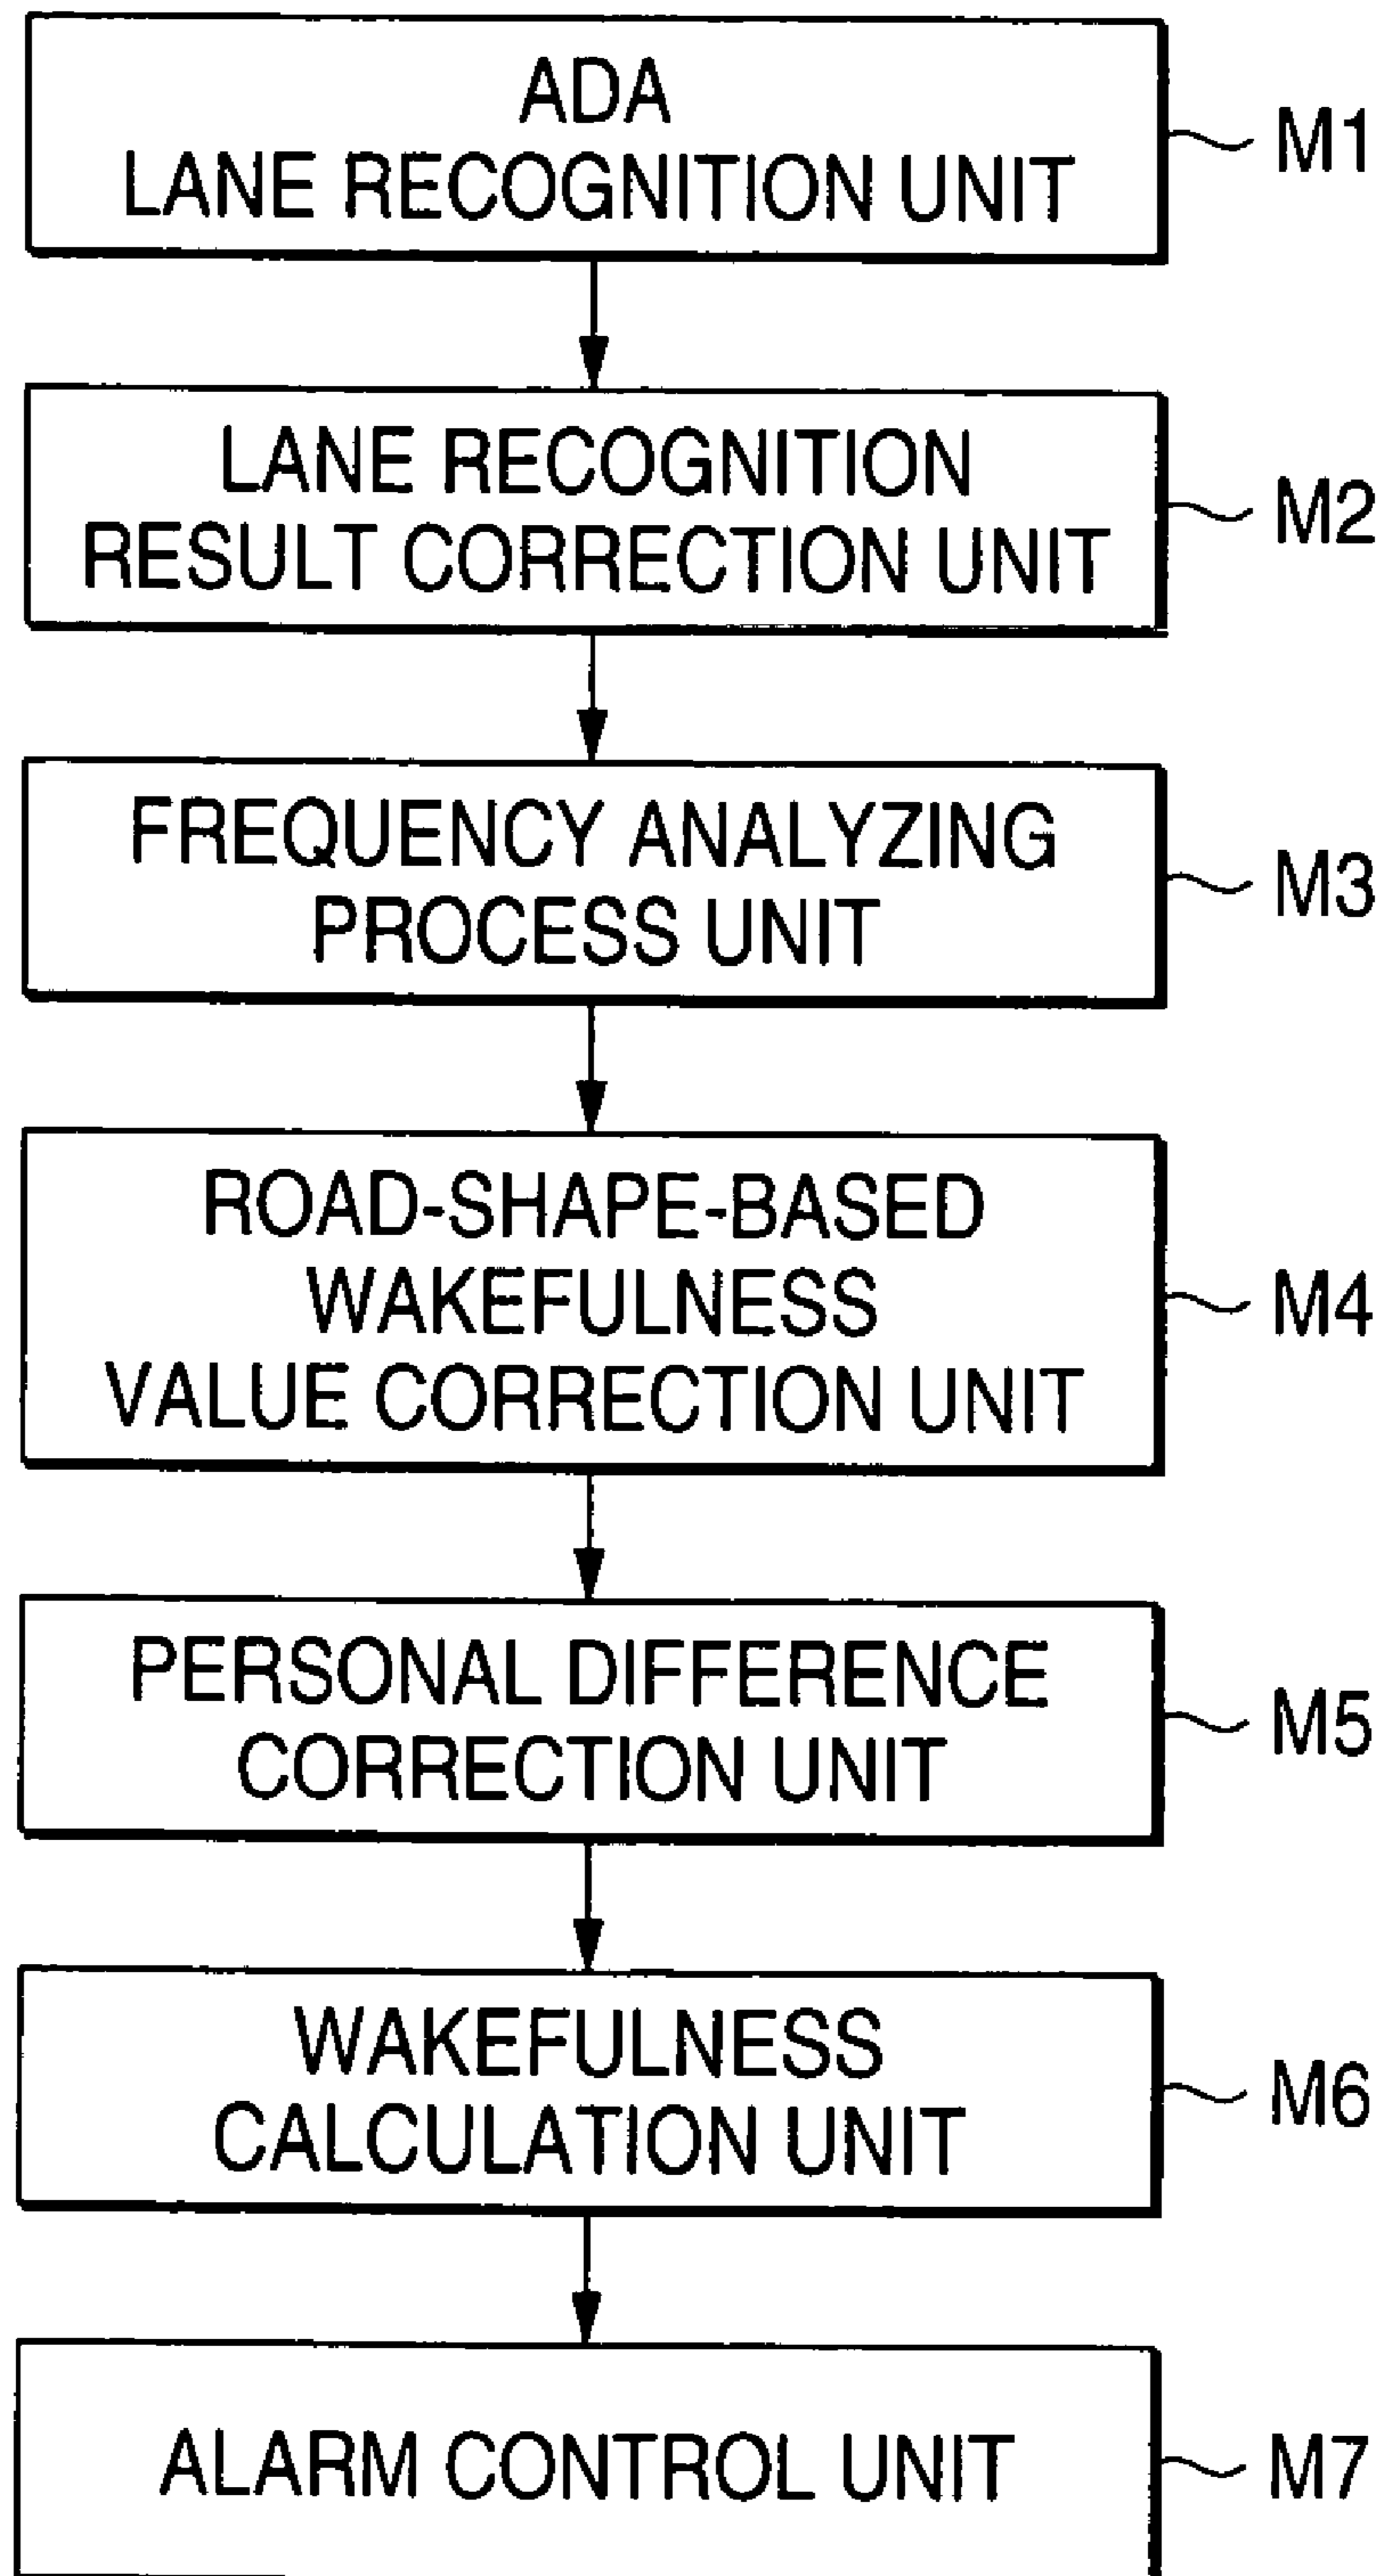 ADA
LANE RECOGNITION UNIT
M1
LANE RECOGNITION
RESULT CORRECTION UNIT
M2
FREQUENCY ANALYZING
PROCESS UNIT
M3
ROAD-SHAPE-BASED
WAKEFULNESS
VALUE CORRECTION UNIT
M4
PERSONAL DIFFERENCE
CORRECTION UNIT
M5
WAKEFULNESS
CALCULATION UNIT
M6
ALARM CONTROL UNIT
M7